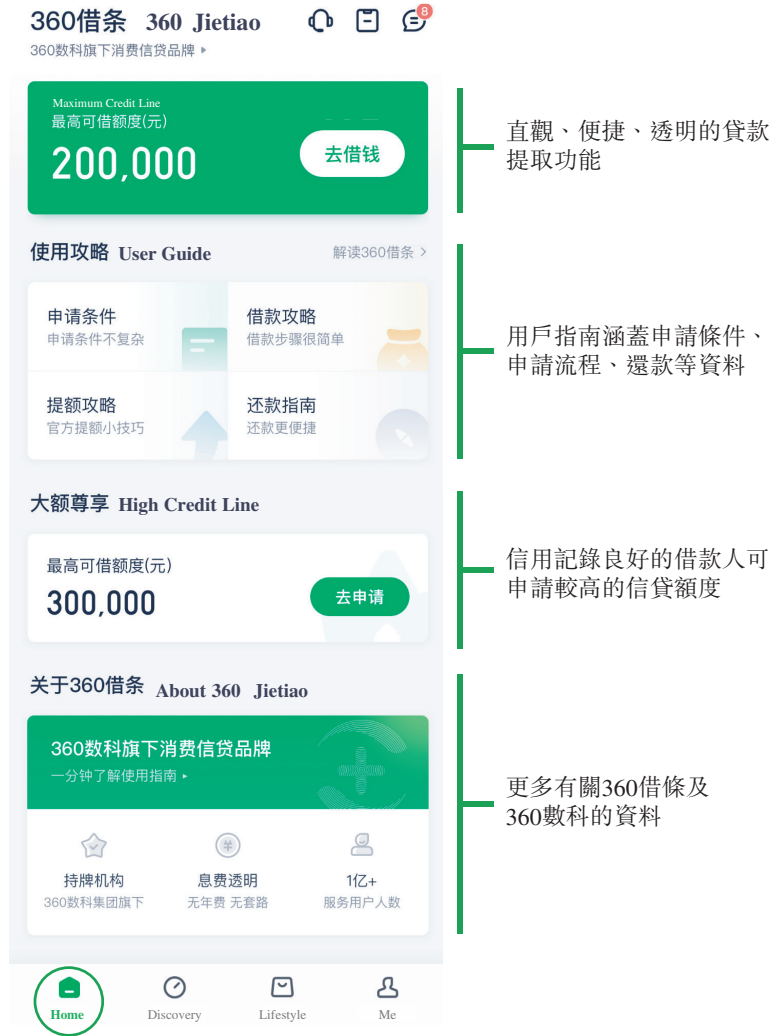 360借条 360 Jietiao
8
360数科旗下消费信贷品牌
Maximum Credit Line
最高可借额度(元)
200,000
去借钱
直觀、便捷、透明的貸款
提取功能
使用攻略 User Guide
解读360借条 >
申请条件
申请条件不复杂
借款攻略
借款步骤很简单
提额攻略
官方提额小技巧
还款指南
还款更便捷
用戶指南涵蓋申請條件、
申請流程、還款等資料
大额尊享 High Credit Line
最高可借额度(元)
300,000
去申请
信用記錄良好的借款人可
申請較高的信貸額度
关于360借条 About 360 Jietiao
360数科旗下消费信贷品牌
一分钟了解使用指南
持牌机构
360数科集团旗下
息费透明
无年费 无套路
1亿+
服务用户人数
更多有關360借條及
360數科的資料
Home
Discovery
Lifestyle
Me